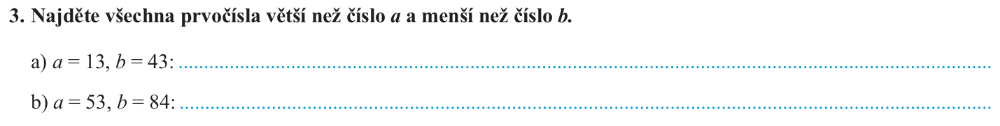 3. Najděte všechna prvočísla větší než číslo a a menší než číslo b.
a) a = 13, b = 43: ........................................................................................................................
b) a = 53, b = 84: ........................................................................................................................